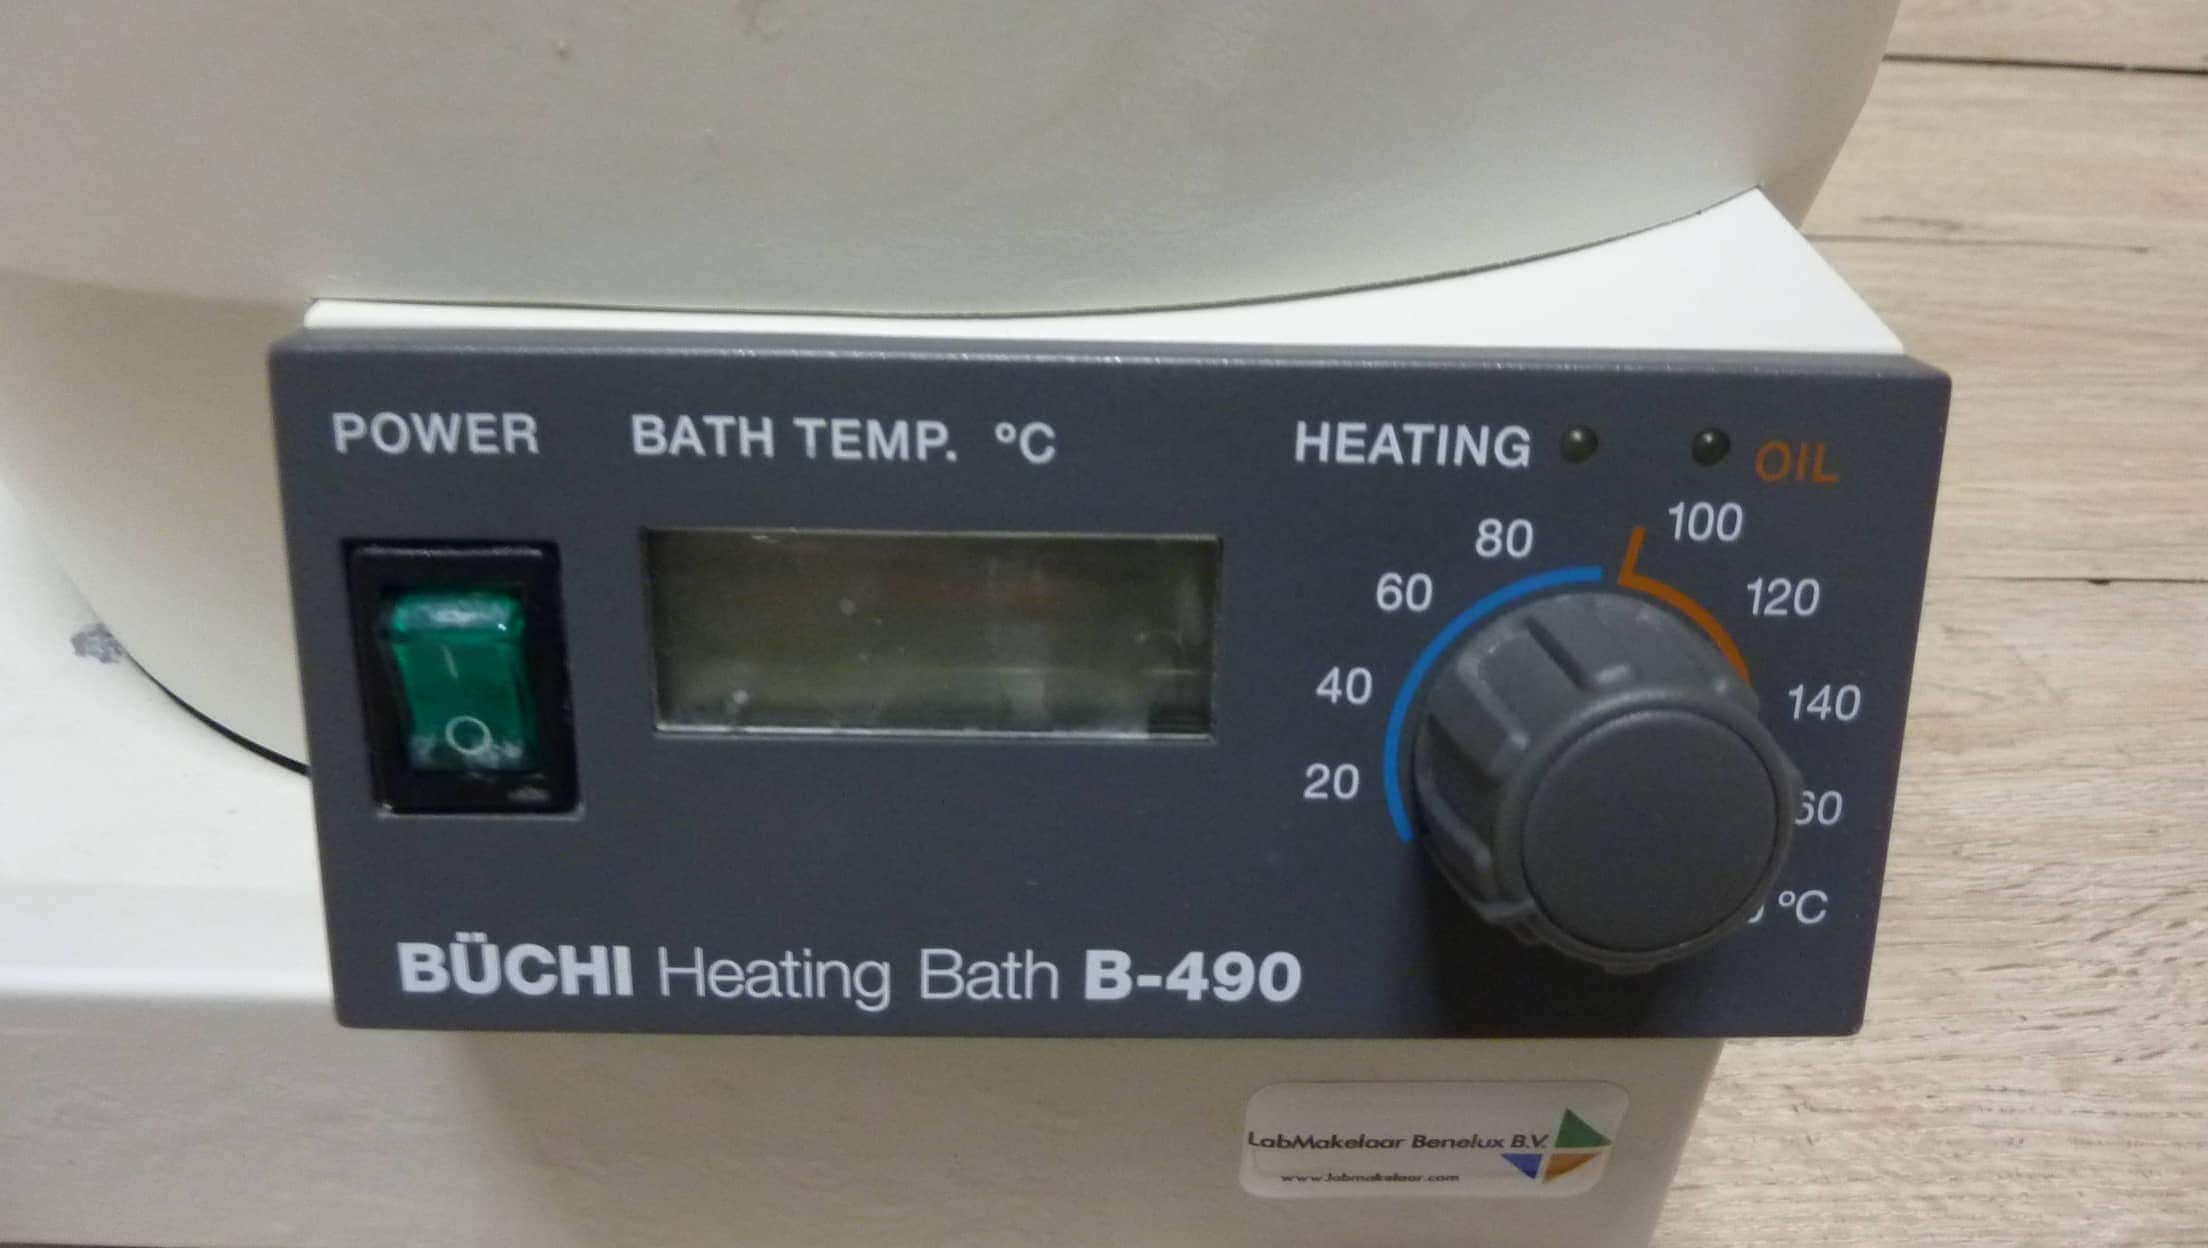 POWER
BATH TEMP. °C
HEATING
OIL
100
80
60
120
40
140
20
60
°C
BÜCHI Heating Bath B-490
LabMakelaar Benelux B.V.
www.labmakelaar.com